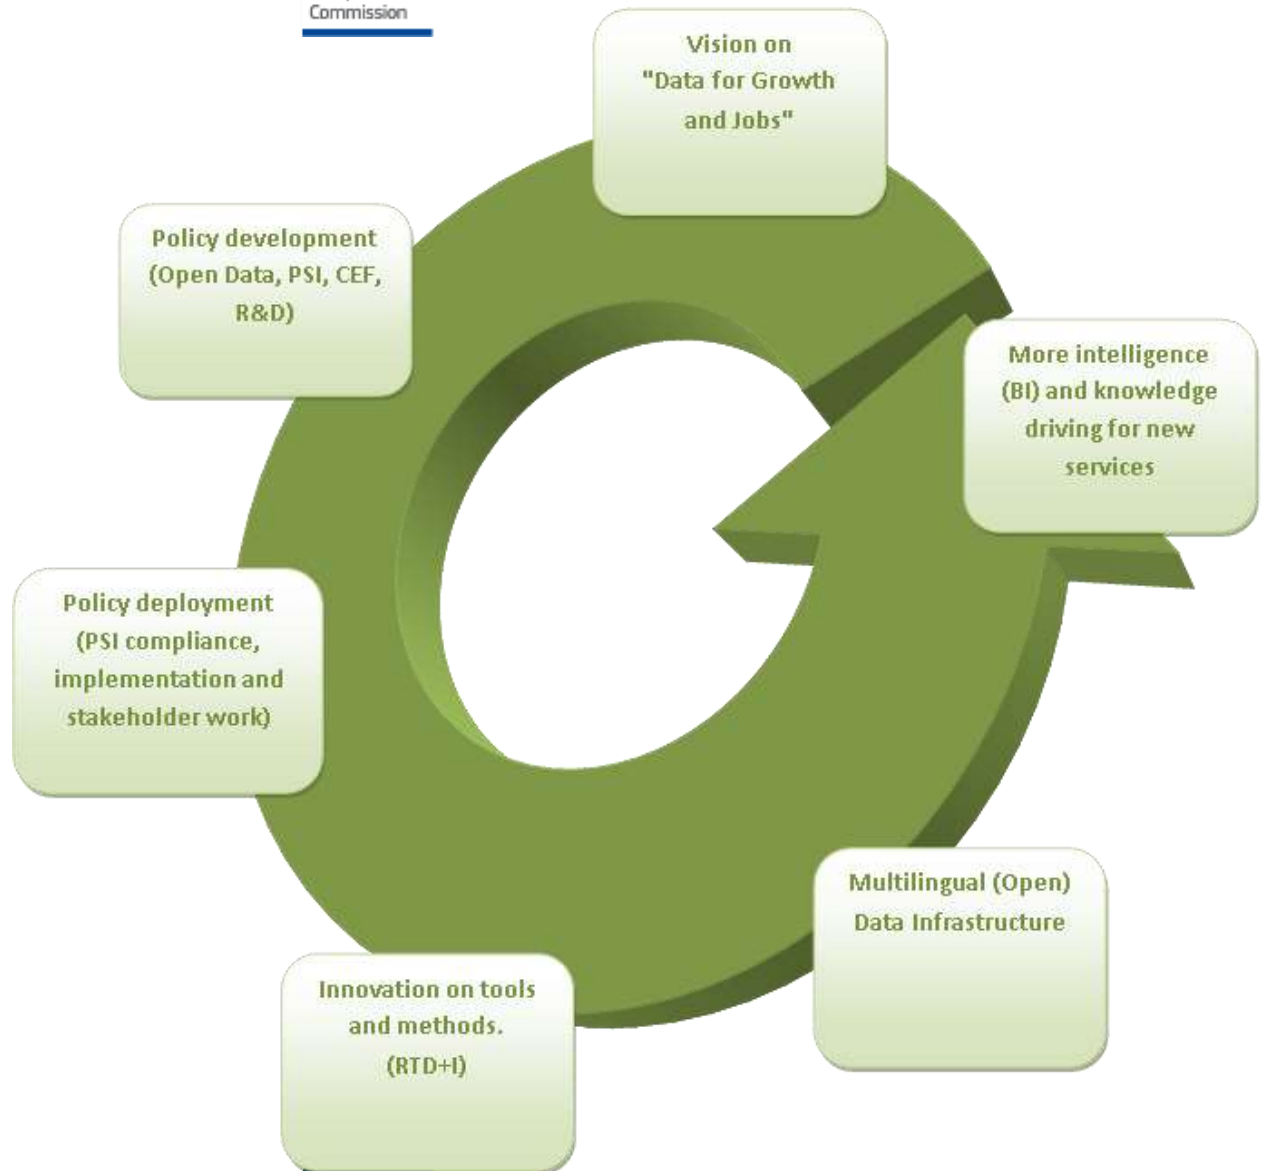 Commission
Vision on
"Data for Growth
and Jobs"
Policy development
(Open Data, PSI, CEF,
R&D)
More intelligence
(BI) and knowledge
driving for new
services
Policy deployment
(PSI compliance,
implementation and
stakeholder work)
Multilingual (Open)
Data Infrastructure
Innovation on tools
and methods.
(RTD+I)